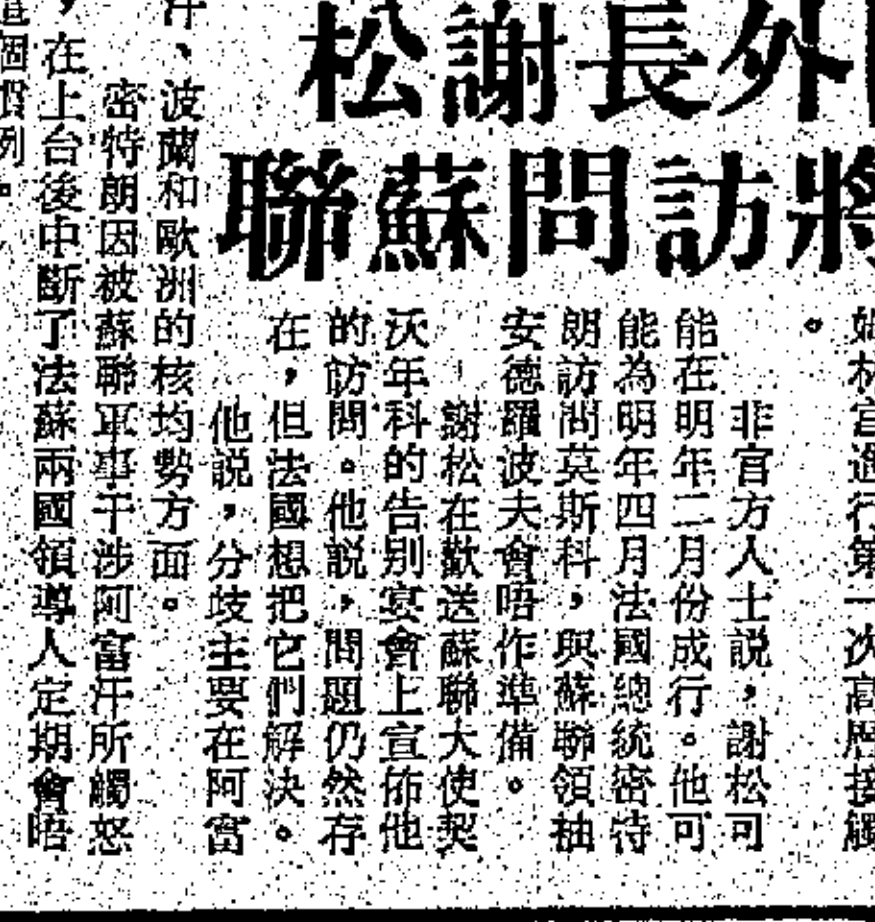 外長謝松
將訪問蘇聯
林宮進行第一次高層接觸
。
非官方人士説，謝松可
能在明年二月份成行。他可
能為明年四月法國總統密特
朗訪問莫斯科，與蘇聯領袖
安德羅波夫會晤作準備。
謝松在歡送蘇聯大使契
沃年科的告别宴會上宣佈他
的訪問。他説，問題仍然存
在，但法國想把它們解決。
他説，分歧主要在阿富
汗、波蘭和歐洲的核均勢方面。
密特朗因被蘇聯軍事干涉阿富汗所觸怒
，在上台後中斷了法蘇兩國領導人定期會晤
這個慣例。